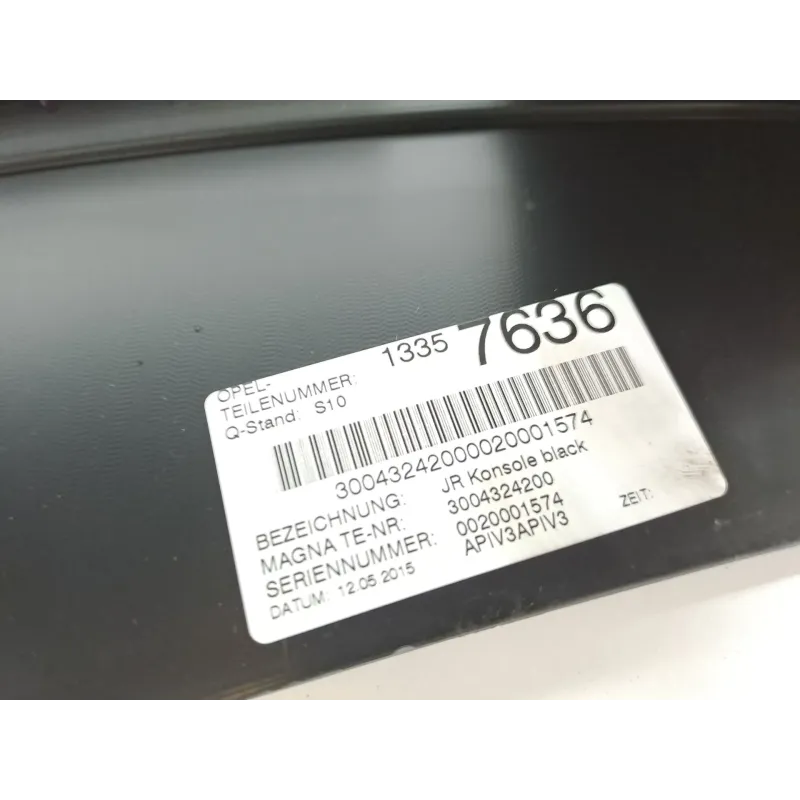 OPEL-
TEILENUMMER: 1335 7636
Q-Stand: S10
30043242000020001574
BEZEICHNUNG: JR Konsole black
MAGNA TE-NR: 3004324200
SERIENNUMMER: 0020001574
APIV3APIV3
DATUM: 12.05.2015 ZEIT: